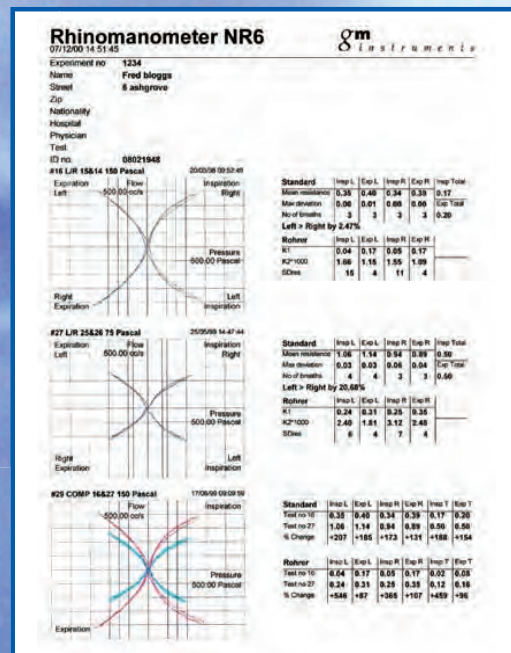 Rhinomanometer NR6
gm instruments
07/12/00 14:51:45
Experiment no 1234
Name Fred bloggs
Street 6 ashgrove
Zip
Nationality
Hospital
Physician
Test
ID no. 08021948
#16 L/R 15&14 150 Pascal
Expiration Left
Flow 500.00 cc/s
Inspiration Right
Pressure 500.00 Pascal
Right Expiration
Left Inspiration
Standard Insp L Exp L Insp R Exp R Insp Total
Mean resistance 0.35 0.40 0.34 0.39 0.17
Max deviation 0.00 0.01 0.00 0.00 Exp Total
No of breaths 3 3 3 3 0.20
Left > Right by 2.47%
Rohrer Insp L Exp L Insp R Exp R
K1 0.04 0.17 0.05 0.17
K2*1000 1.66 1.15 1.55 1.09
SDres 15 4 11 4
#27 L/R 25&26 75 Pascal
Expiration Left
Flow 500.00 cc/s
Inspiration Right
Pressure 500.00 Pascal
Right Expiration
Left Inspiration
Standard Insp L Exp L Insp R Exp R Insp Total
Mean resistance 1.06 1.14 0.94 0.89 0.50
Max deviation 0.03 0.03 0.06 0.04 Exp Total
No of breaths 4 4 3 3 0.50
Left > Right by 20.68%
Rohrer Insp L Exp L Insp R Exp R
K1 0.24 0.31 0.25 0.35
K2*1000 2.40 1.81 3.12 2.48
SDres 6 4 7 4
#29 COMP 16&27 150 Pascal
Flow 500.00 cc/s
Inspiration
Pressure 500.00 Pascal
Expiration
Standard Insp L Exp L Insp R Exp R Insp T Exp T
Test no 16 0.35 0.40 0.34 0.39 0.17 0.20
Test no 27 1.06 1.14 0.94 0.89 0.50 0.50
% Change +207 +185 +173 +131 +188 +154
Rohrer Insp L Exp L Insp R Exp R Insp T Exp T
Test no 16 0.04 0.17 0.05 0.17 0.02 0.08
Test no 27 0.24 0.31 0.25 0.35 0.12 0.16
% Change +546 +87 +365 +107 +459 +96